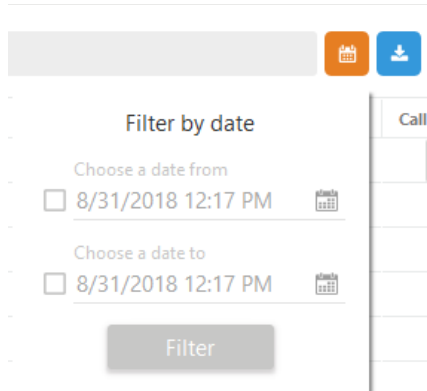 Filter by date
Call
Choose a date from
8/31/2018 12:17 PM
Choose a date to
8/31/2018 12:17 PM
Filter